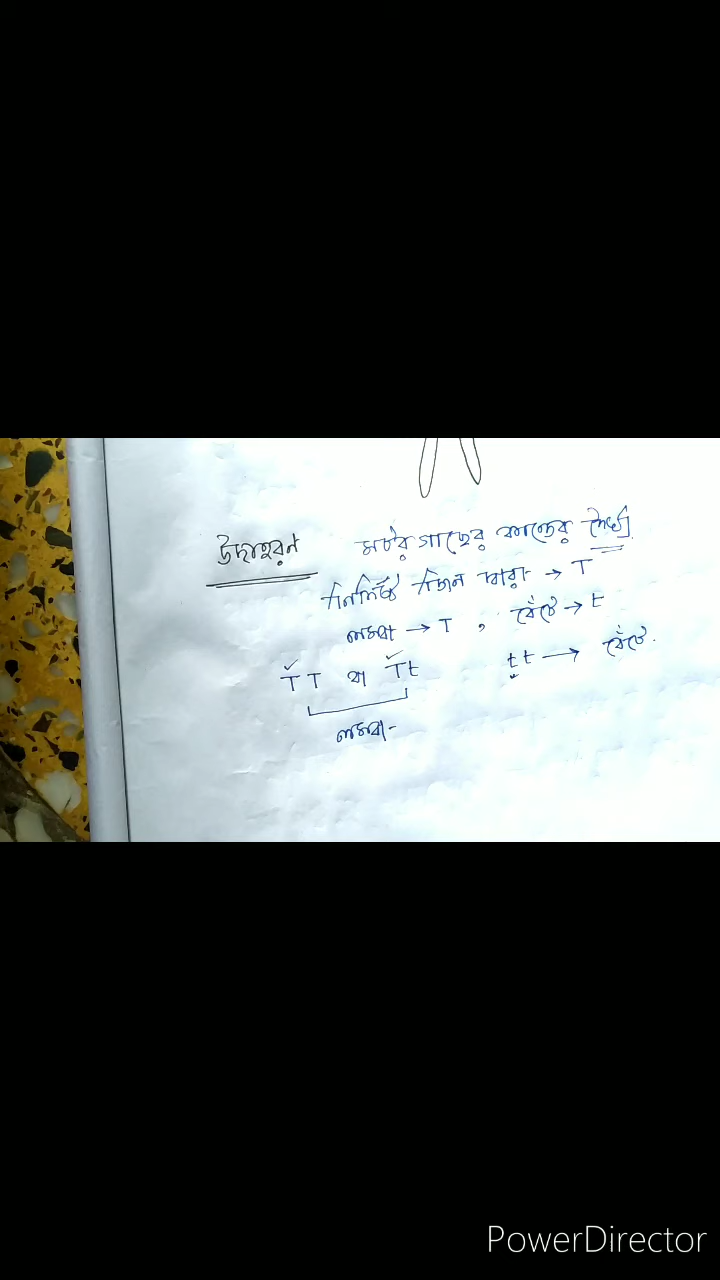 উদাহরণ মটর গাছের কান্ডের দৈর্ঘ্য
নির্দিষ্ট জিন দ্বারা → T
লম্বা → T , বেঁটে → t
TT বা Tt tt → বেঁটে.
লম্বা-
PowerDirector